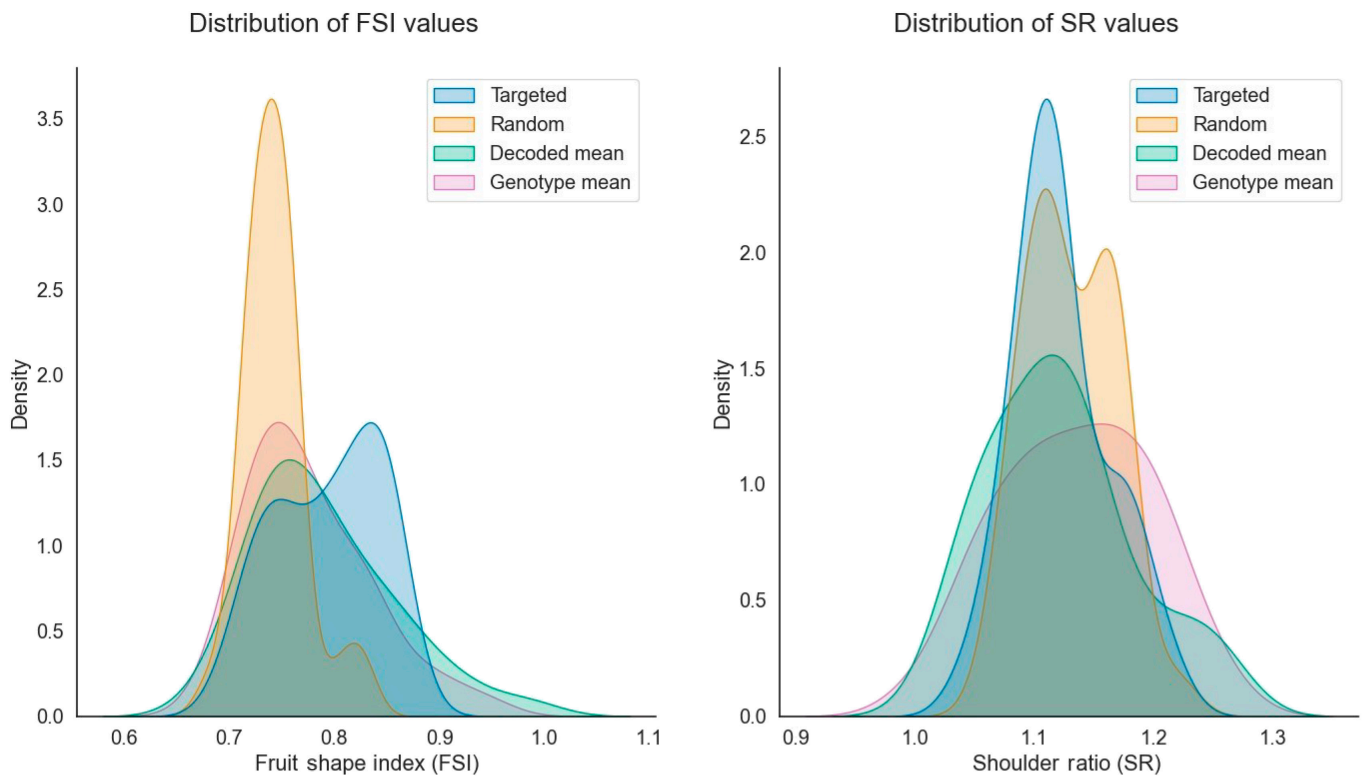 Distribution of FSI values
Targeted
Random
Decoded mean
Genotype mean
3.5
3.0
2.5
2.0
1.5
1.0
0.5
0.0
Density
0.6 0.7 0.8 0.9 1.0 1.1
Fruit shape index (FSI)
Distribution of SR values
Targeted
Random
Decoded mean
Genotype mean
2.5
2.0
1.5
1.0
0.5
0.0
Density
0.9 1.0 1.1 1.2 1.3
Shoulder ratio (SR)